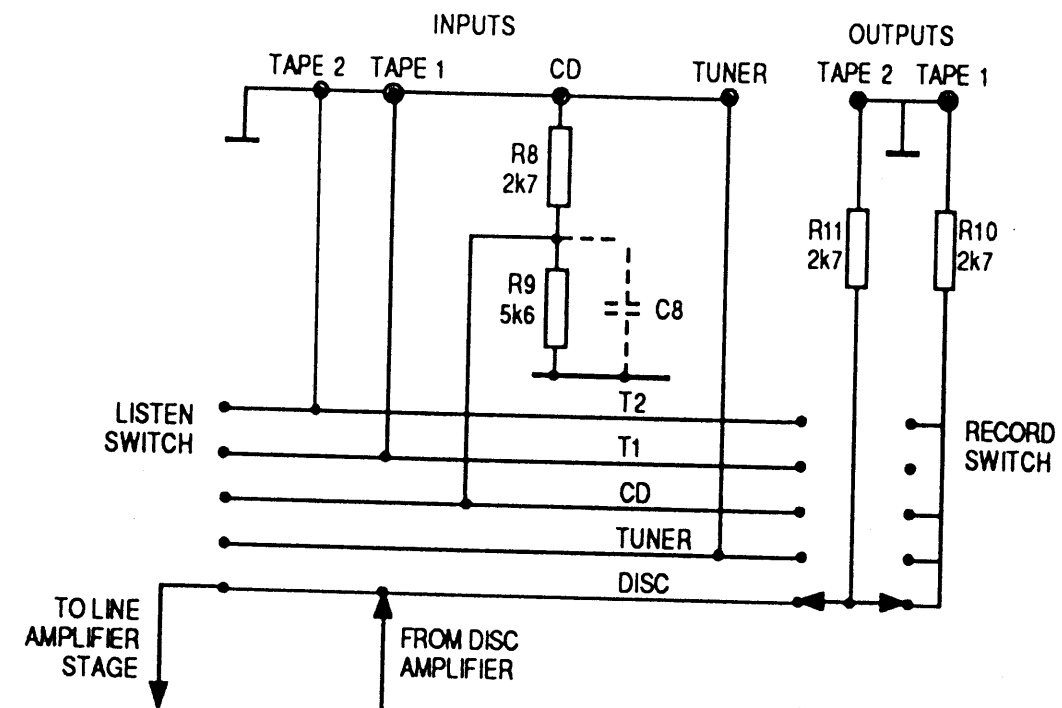 INPUTS
OUTPUTS
TAPE 2
TAPE 1
CD
TUNER
TAPE 2
TAPE 1
R8
2k7
R11
2k7
R10
2k7
R9
5k6
C8
LISTEN
SWITCH
T2
T1
CD
TUNER
DISC
RECORD
SWITCH
TO LINE
AMPLIFIER
STAGE
FROM DISC
AMPLIFIER